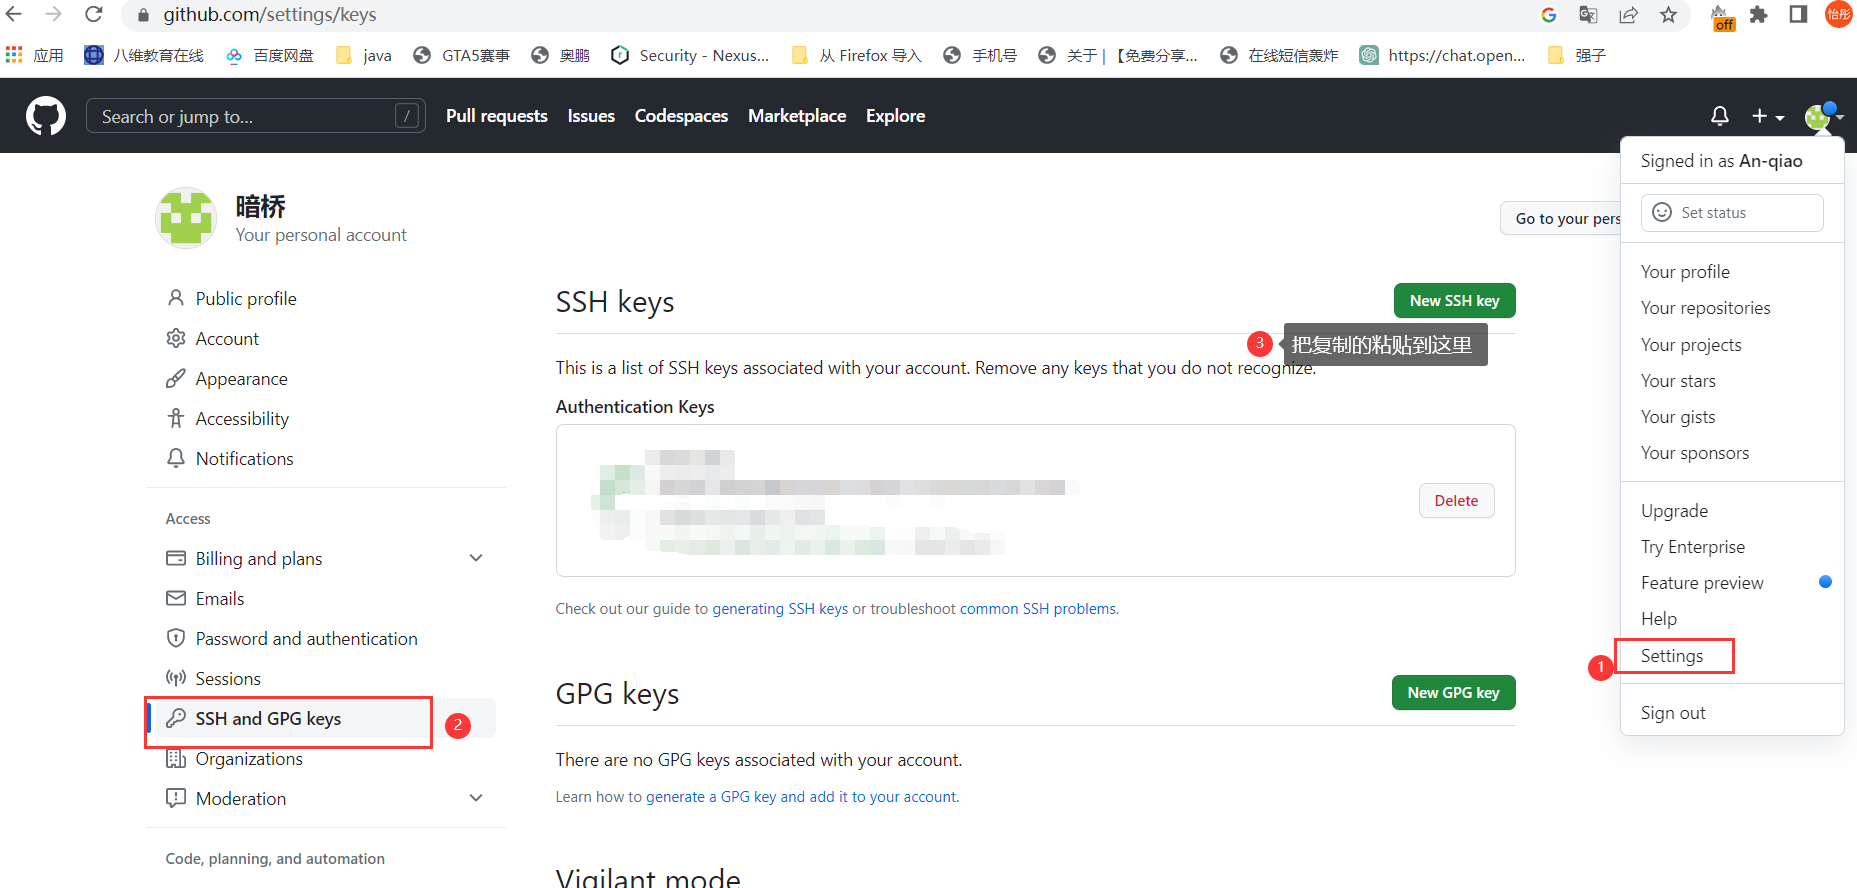 github.com/settings/keys
off
怡彤
应用
八维教育在线
百度网盘
java
GTA5赛事
奥鹏
Security - Nexus...
从 Firefox 导入
手机号
关于 | 【免费分享...
在线短信轰炸
https://chat.open...
强子
Search or jump to...
/
Pull requests
Issues
Codespaces
Marketplace
Explore
Signed in as An-qiao
Set status
Your profile
Your repositories
Your projects
Your stars
Your gists
Your sponsors
Upgrade
Try Enterprise
Feature preview
Help
1
Settings
Sign out
暗桥
Your personal account
Go to your pers
Public profile
Account
Appearance
Accessibility
Notifications
Access
Billing and plans
Emails
Password and authentication
Sessions
SSH and GPG keys
2
Organizations
Moderation
Code, planning, and automation
SSH keys
New SSH key
3
把复制的粘贴到这里
This is a list of SSH keys associated with your account. Remove any keys that you do not recognize.
Authentication Keys
Delete
Check out our guide to generating SSH keys or troubleshoot common SSH problems.
GPG keys
New GPG key
There are no GPG keys associated with your account.
Learn how to generate a GPG key and add it to your account.
Vigilant mode